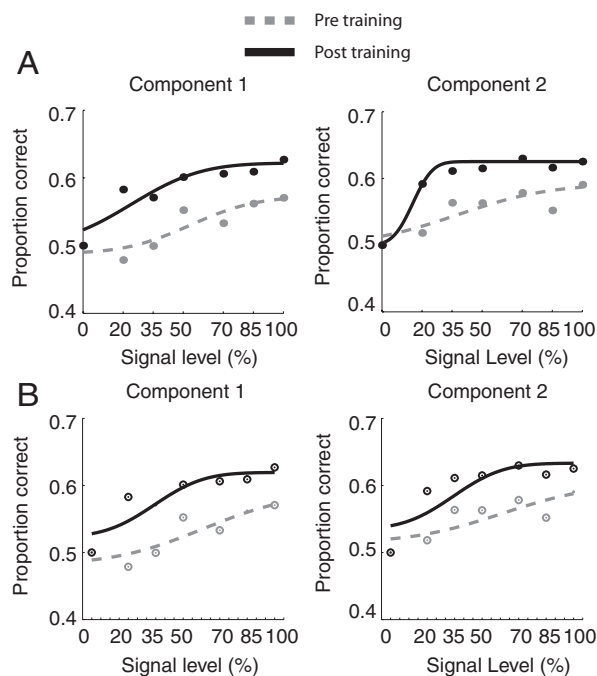 Pre training
Post training
A
Component 1
Component 2
Proportion correct
0.7
0.6
0.5
0.4
0 20 35 50 70 85 100
Signal level (%)
Proportion correct
0.7
0.6
0.5
0.4
0 20 35 50 70 85 100
Signal Level (%)
B
Component 1
Component 2
Proportion correct
0.7
0.6
0.5
0.4
0 20 35 50 70 85 100
Signal level (%)
Proportion correct
0.7
0.6
0.5
0.4
0 20 35 50 70 85 100
Signal Level (%)